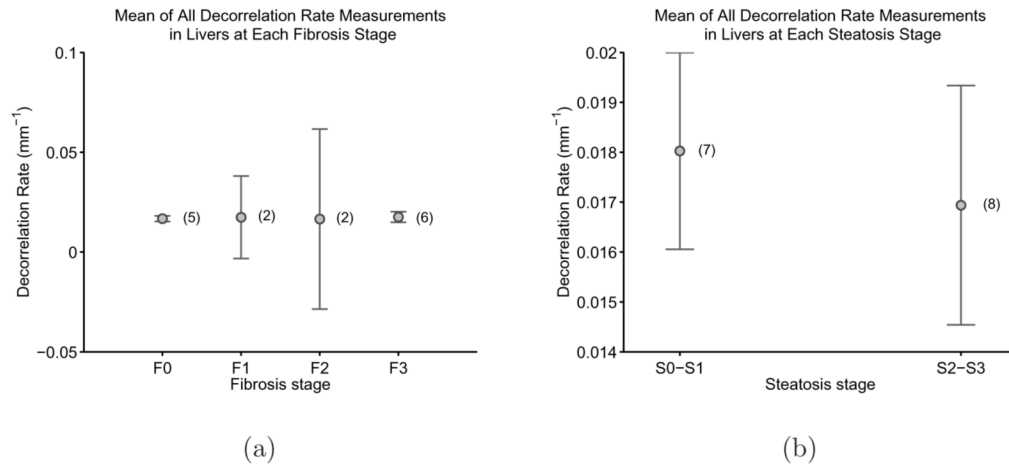 Mean of All Decorrelation Rate Measurements
in Livers at Each Fibrosis Stage
0.1
0.05
0
−0.05
Decorrelation Rate (mm⁻¹)
(5)
(2)
(2)
(6)
F0
F1
F2
F3
Fibrosis stage
(a)
Mean of All Decorrelation Rate Measurements
in Livers at Each Steatosis Stage
0.02
0.019
0.018
0.017
0.016
0.015
0.014
Decorrelation Rate (mm⁻¹)
(7)
(8)
S0−S1
S2−S3
Steatosis stage
(b)